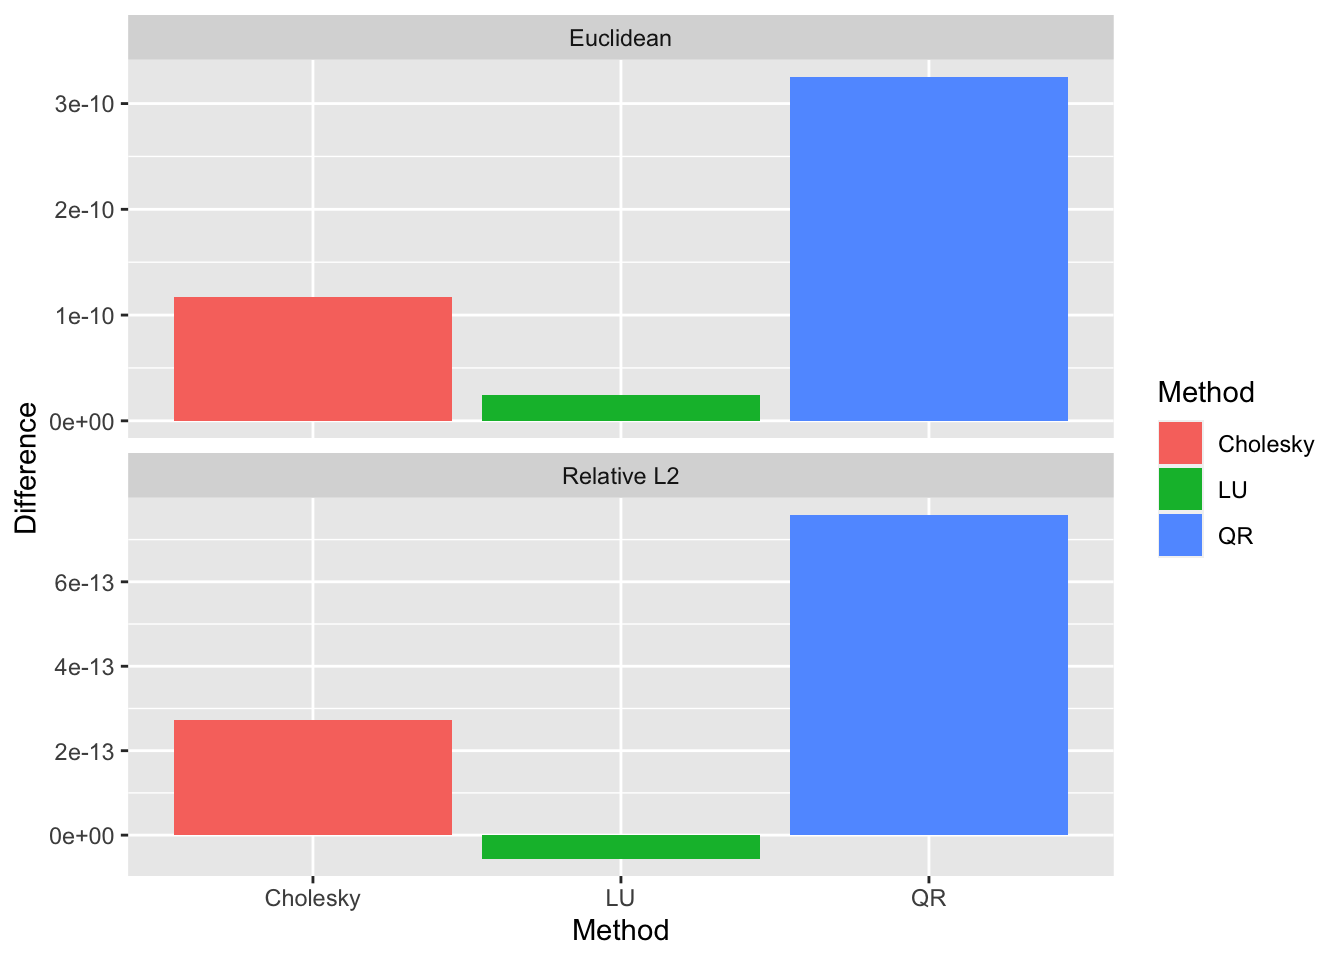 Euclidean
3e-10
2e-10
1e-10
0e+00
Relative L2
6e-13
4e-13
2e-13
0e+00
Cholesky LU QR
Method
Difference
Method
Cholesky
LU
QR